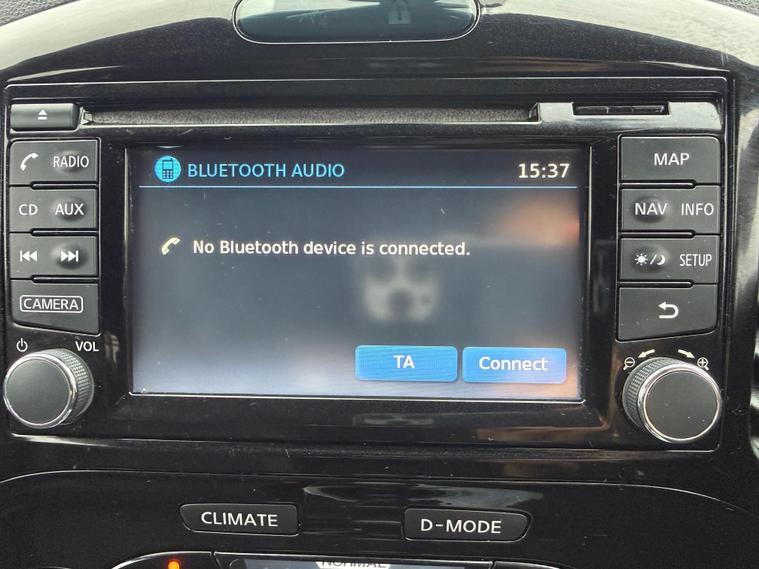 BLUETOOTH AUDIO 15:37
RADIO
MAP
CD AUX
NAV INFO
No Bluetooth device is connected.
SETUP
CAMERA
VOL
TA Connect
CLIMATE
D-MODE
NORMAL